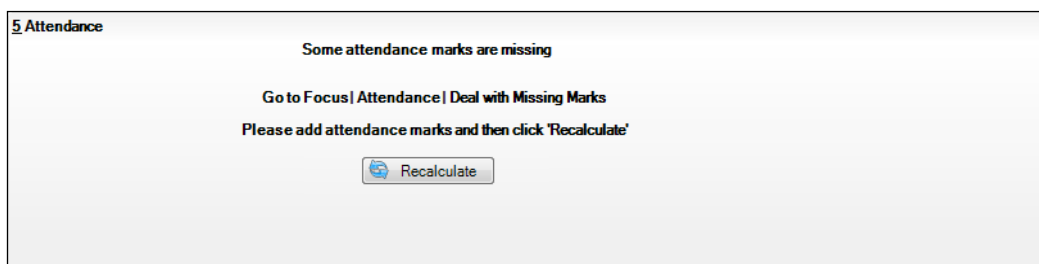 5 Attendance
Some attendance marks are missing
Go to Focus| Attendance| Deal with Missing Marks
Please add attendance marks and then click 'Recalculate'
Recalculate